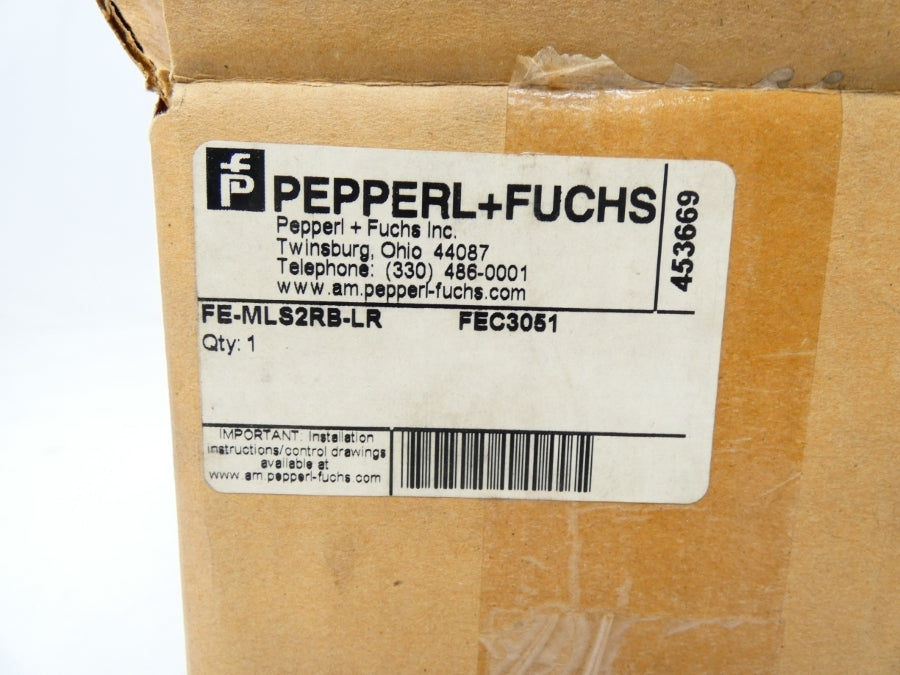 PEPPERL+FUCHS
Pepperl + Fuchs Inc.
Twinsburg, Ohio 44087
Telephone: (330) 486-0001
www.am.pepperl-fuchs.com
453669
FE-MLS2RB-LR FEC3051
Qty: 1
IMPORTANT: Installation
instructions/control drawings
available at
www.am.pepperl-fuchs.com